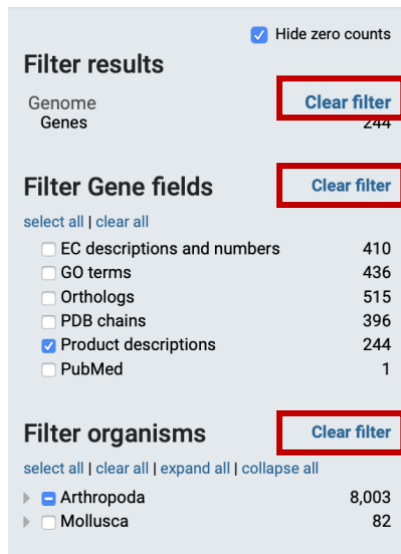 Hide zero counts
Filter results
Genome Clear filter
Genes 244
Filter Gene fields Clear filter
select all | clear all
EC descriptions and numbers 410
GO terms 436
Orthologs 515
PDB chains 396
Product descriptions 244
PubMed 1
Filter organisms Clear filter
select all | clear all | expand all | collapse all
Arthropoda 8,003
Mollusca 82